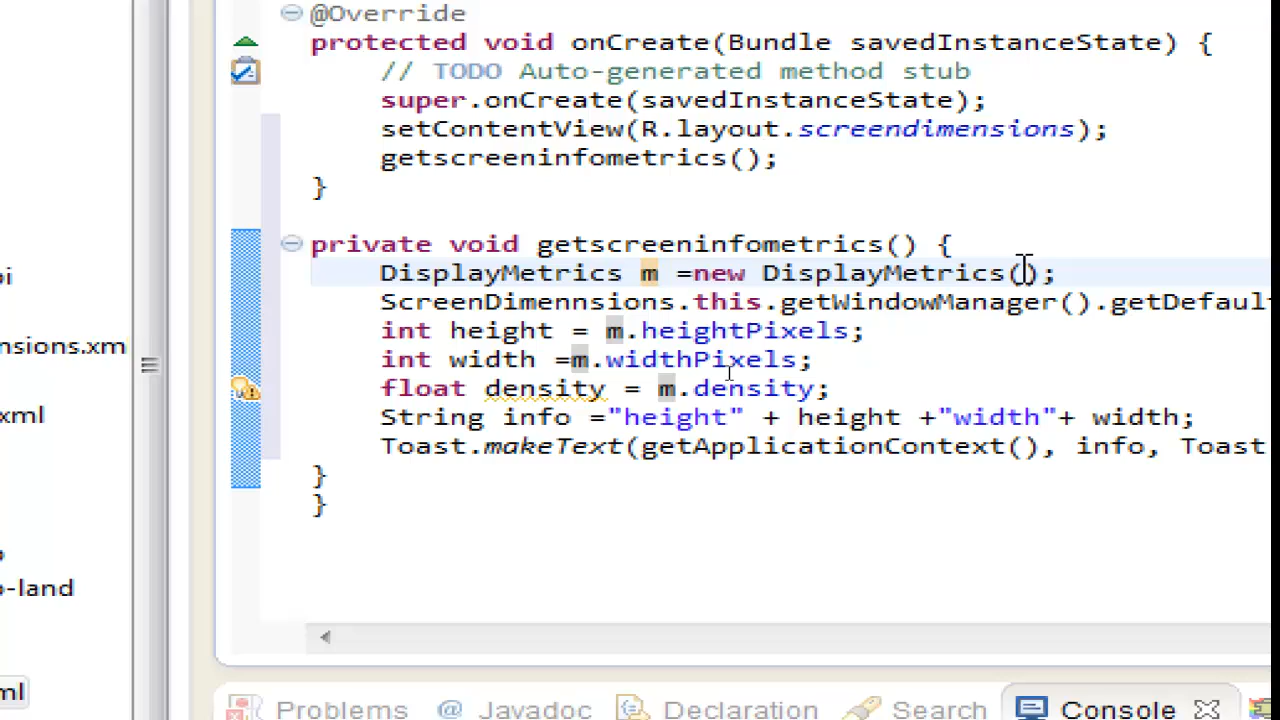 @Override
protected void onCreate(Bundle savedInstanceState) {
// TODO Auto-generated method stub
super.onCreate(savedInstanceState);
setContentView(R.layout.screendimensions);
getscreeninfometrics();
}
private void getscreeninfometrics() {
DisplayMetrics m =new DisplayMetrics();
ScreenDimennsions.this.getWindowManager().getDefault
int height = m.heightPixels;
int width =m.widthPixels;
float density = m.density;
String info ="height" + height +"width"+ width;
Toast.makeText(getApplicationContext(), info, Toast
}
}
pi
nsions.xm
xml
o-land
ml
Problems @ Javadoc Declaration Search Console